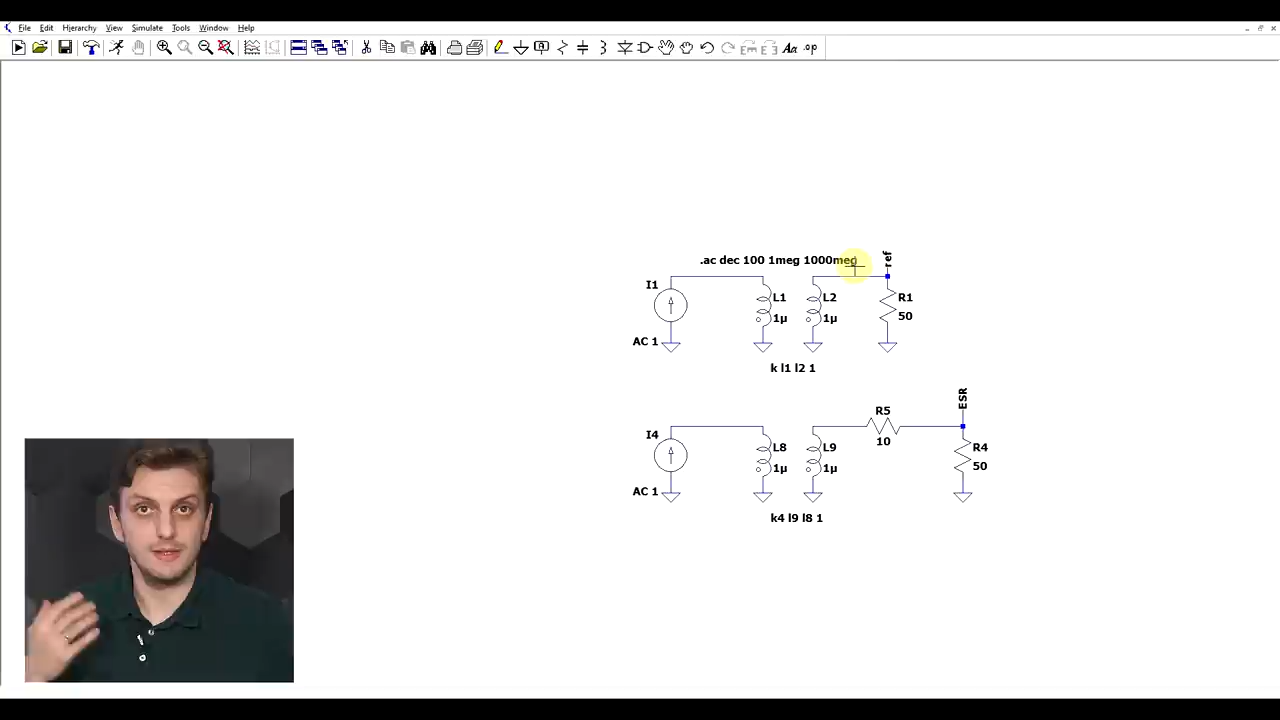 File Edit Hierarchy View Simulate Tools Window Help
Aα .op
.ac dec 100 1meg 1000meg
ref
I1
L1
L2
R1
1µ
1µ
50
AC 1
k l1 l2 1
ESR
R5
I4
L8
L9
10
R4
1µ
1µ
50
AC 1
k4 l9 l8 1